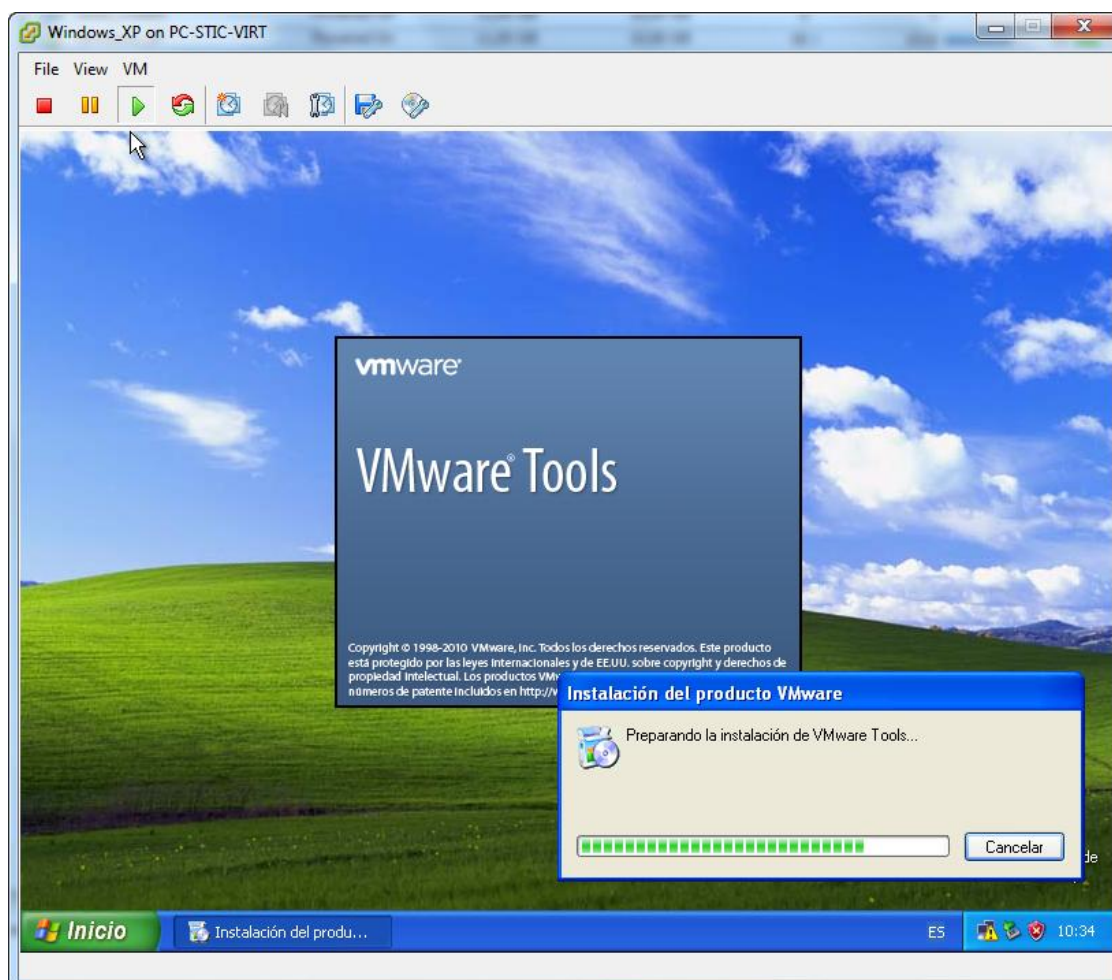 Windows_XP on PC-STIC-VIRT
File View VM
vmware®
VMware® Tools
Copyright © 1998-2010 VMware, Inc. Todos los derechos reservados. Este producto
está protegido por las leyes internacionales y de EE.UU. sobre copyright y derechos de
propiedad intelectual. Los productos
números de patente incluidos en
Instalación del producto VMware
Preparando la instalación de VMware Tools...
Cancelar
de
Inicio
Instalación del produ...
ES
10:34